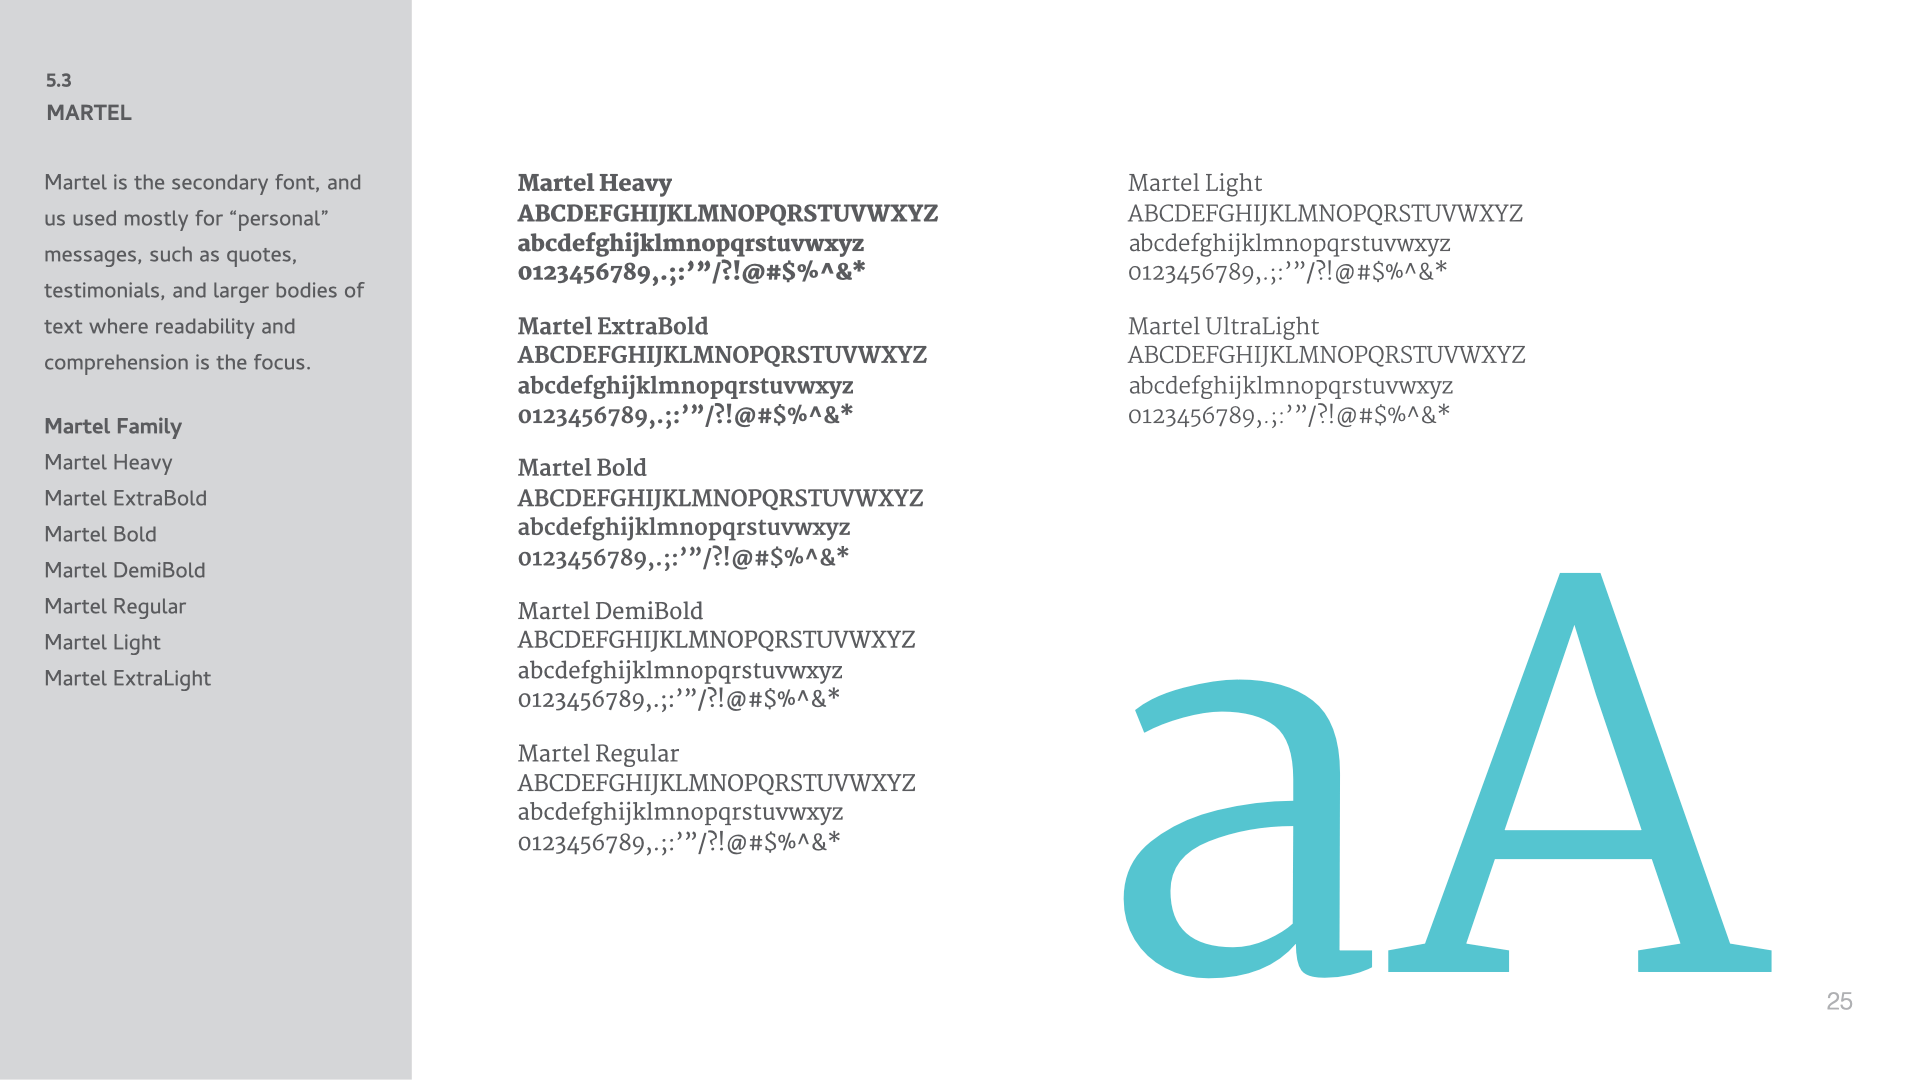 5.3
MARTEL
Martel is the secondary font, and
us used mostly for “personal”
messages, such as quotes,
testimonials, and larger bodies of
text where readability and
comprehension is the focus.
Martel Family
Martel Heavy
Martel ExtraBold
Martel Bold
Martel DemiBold
Martel Regular
Martel Light
Martel ExtraLight
Martel Heavy
ABCDEFGHIJKLMNOPQRSTUVWXYZ
abcdefghijklmnopqrstuvwxyz
0123456789,.;:’”/?!@#$%^&*
Martel ExtraBold
ABCDEFGHIJKLMNOPQRSTUVWXYZ
abcdefghijklmnopqrstuvwxyz
0123456789,.;:’”/?!@#$%^&*
Martel Bold
ABCDEFGHIJKLMNOPQRSTUVWXYZ
abcdefghijklmnopqrstuvwxyz
0123456789,.;:’”/?!@#$%^&*
Martel DemiBold
ABCDEFGHIJKLMNOPQRSTUVWXYZ
abcdefghijklmnopqrstuvwxyz
0123456789,.;:’”/?!@#$%^&*
Martel Regular
ABCDEFGHIJKLMNOPQRSTUVWXYZ
abcdefghijklmnopqrstuvwxyz
0123456789,.;:’”/?!@#$%^&*
Martel Light
ABCDEFGHIJKLMNOPQRSTUVWXYZ
abcdefghijklmnopqrstuvwxyz
0123456789,.;:’”/?!@#$%^&*
Martel UltraLight
ABCDEFGHIJKLMNOPQRSTUVWXYZ
abcdefghijklmnopqrstuvwxyz
0123456789,.;:’”/?!@#$%^&*
aA
25